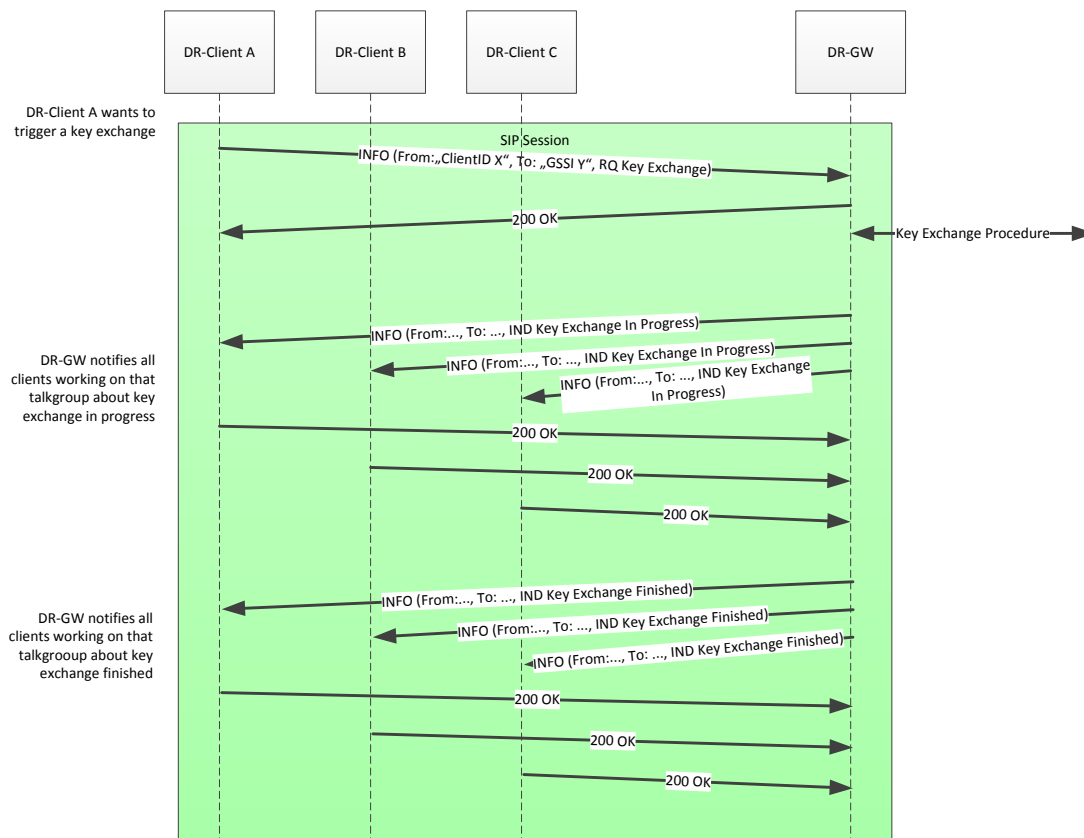 DR-Client A
DR-Client B
DR-Client C
DR-GW
DR-Client A wants to
trigger a key exchange
SIP Session
INFO (From:„ClientID X“, To: „GSSI Y“, RQ Key Exchange)
200 OK
Key Exchange Procedure
INFO (From:..., To: ..., IND Key Exchange In Progress)
INFO (From:..., To: ..., IND Key Exchange In Progress)
INFO (From:..., To: ..., IND Key Exchange
In Progress)
DR-GW notifies all
clients working on that
talkgroup about key
exchange in progress
200 OK
200 OK
200 OK
INFO (From:..., To: ..., IND Key Exchange Finished)
INFO (From:..., To: ..., IND Key Exchange Finished)
INFO (From:..., To: ..., IND Key Exchange Finished)
DR-GW notifies all
clients working on that
talkgrooup about key
exchange finished
200 OK
200 OK
200 OK